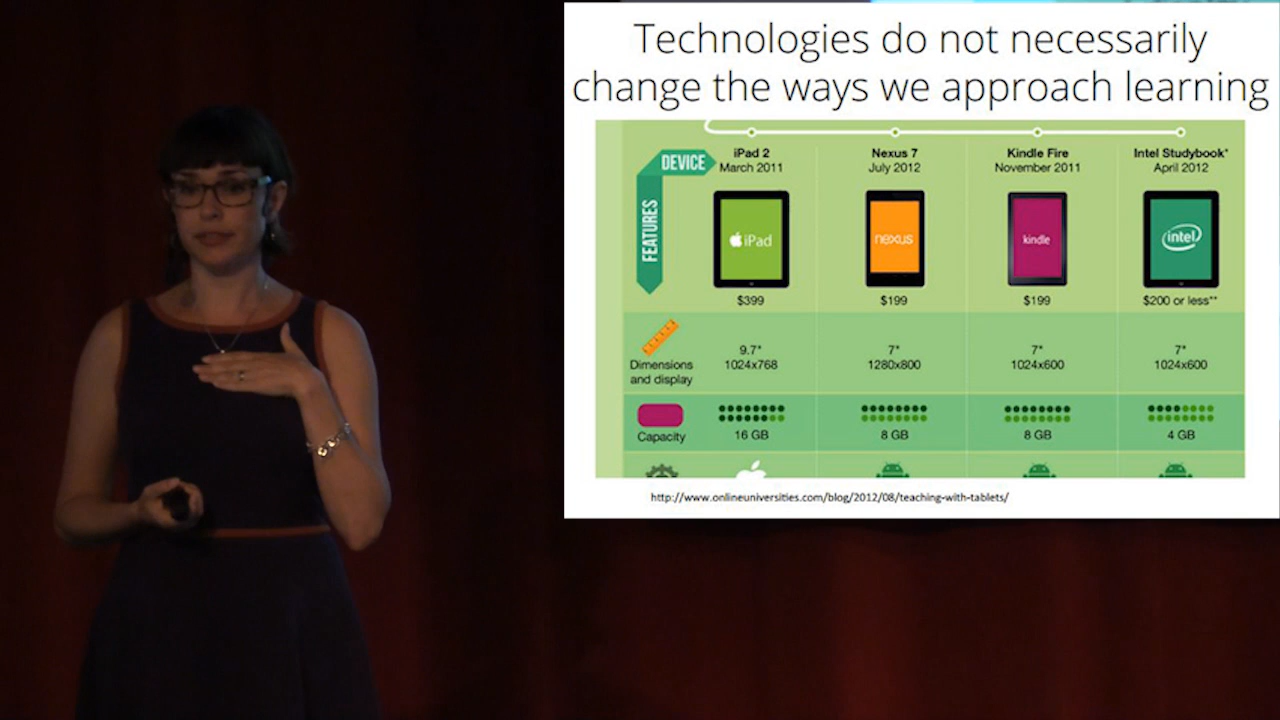 Technologies do not necessarily
change the ways we approach learning
DEVICE
FEATURES
iPad 2
March 2011
Nexus 7
July 2012
Kindle Fire
November 2011
Intel Studybook*
April 2012
iPad
nexus
kindle
intel
$399
$199
$199
$200 or less**
Dimensions
and display
9.7"
1024x768
7"
1280x800
7"
1024x600
7"
1024x600
Capacity
16 GB
8 GB
8 GB
4 GB
http://www.onlineuniversities.com/blog/2012/08/teaching-with-tablets/